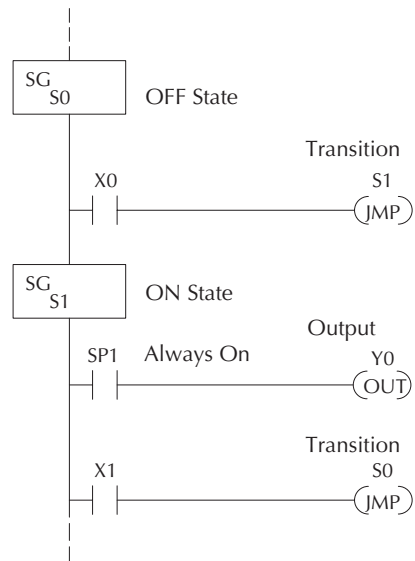 SG
S0
OFF State
Transition
X0
S1
JMP
SG
S1
ON State
Output
SP1
Always On
Y0
OUT
Transition
X1
S0
JMP